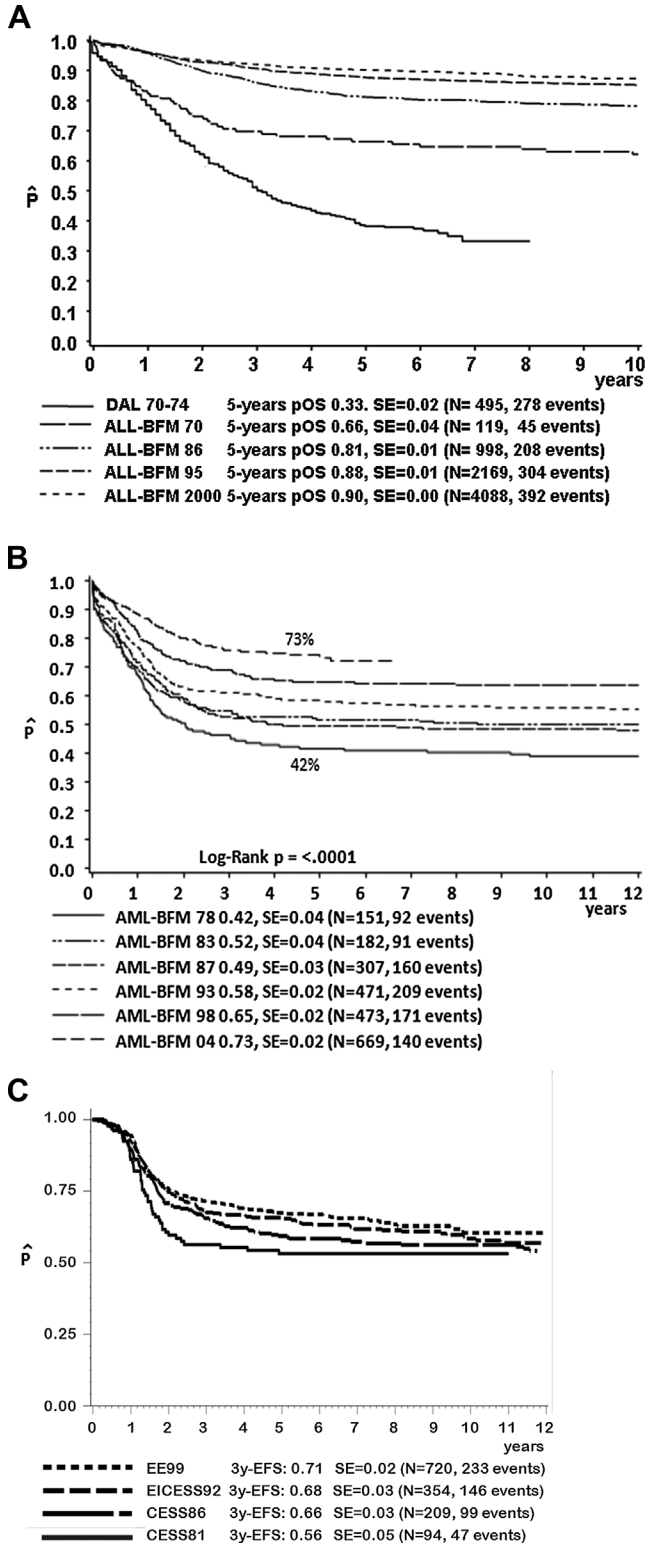 A
1.0
0.9
0.8
0.7
0.6
P̂
0.5
0.4
0.3
0.2
0.1
0.0
0 1 2 3 4 5 6 7 8 9 10
years
DAL 70-74 5-years pOS 0.33. SE=0.02 (N= 495, 278 events)
ALL-BFM 70 5-years pOS 0.66, SE=0.04 (N= 119, 45 events)
ALL-BFM 86 5-years pOS 0.81, SE=0.01 (N= 998, 208 events)
ALL-BFM 95 5-years pOS 0.88, SE=0.01 (N=2169, 304 events)
ALL-BFM 2000 5-years pOS 0.90, SE=0.00 (N=4088, 392 events)
B
1.0
0.9
0.8
73%
0.7
0.6
0.5
P̂
0.4
42%
0.3
0.2
0.1
Log-Rank p = <.0001
0.0
0 1 2 3 4 5 6 7 8 9 10 11 12
years
AML-BFM 78 0.42, SE=0.04 (N=151, 92 events)
AML-BFM 83 0.52, SE=0.04 (N=182, 91 events)
AML-BFM 87 0.49, SE=0.03 (N=307, 160 events)
AML-BFM 93 0.58, SE=0.02 (N=471, 209 events)
AML-BFM 98 0.65, SE=0.02 (N=473, 171 events)
AML-BFM 04 0.73, SE=0.02 (N=669, 140 events)
C
1.00
0.75
P̂
0.50
0.25
0.00
0 1 2 3 4 5 6 7 8 9 10 11 12
years
EE99 3y-EFS: 0.71 SE=0.02 (N=720, 233 events)
EICESS92 3y-EFS: 0.68 SE=0.03 (N=354, 146 events)
CESS86 3y-EFS: 0.66 SE=0.03 (N=209, 99 events)
CESS81 3y-EFS: 0.56 SE=0.05 (N=94, 47 events)